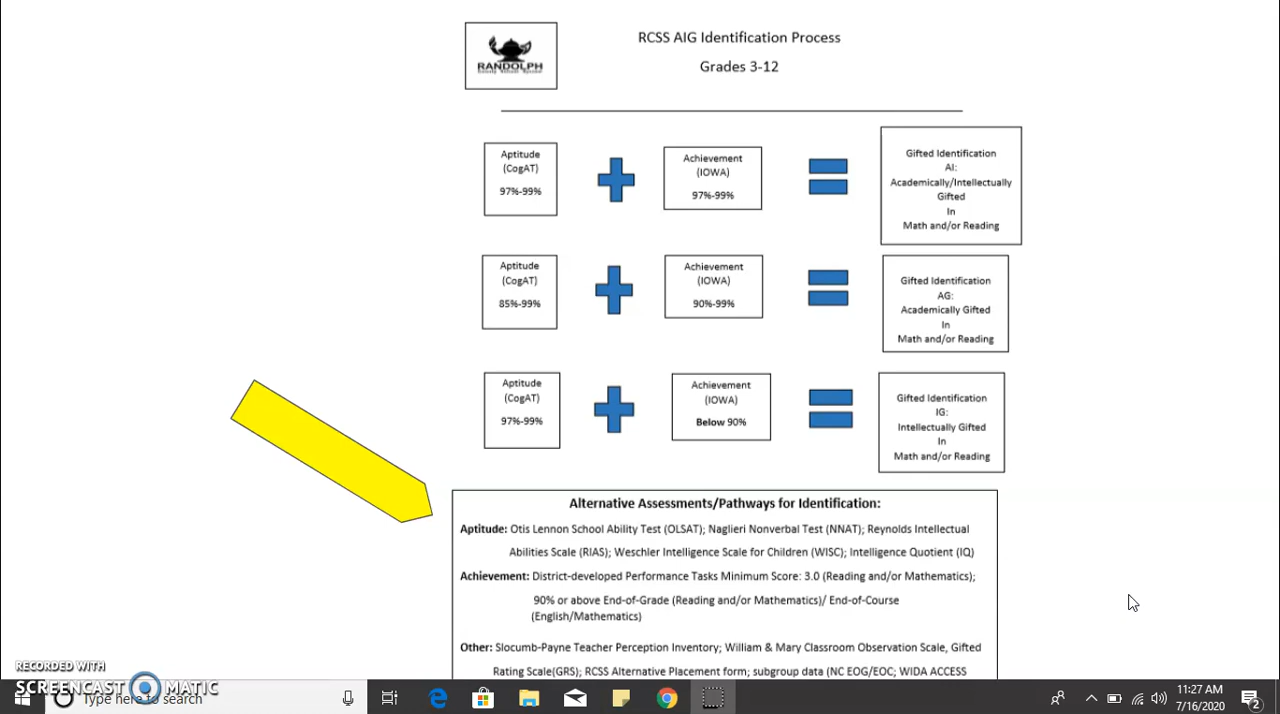 RCSS AIG Identification Process
Grades 3-12
RANDOLPH
Aptitude
(CogAT)
97%-99%
Achievement
(IOWA)
97%-99%
Gifted Identification
AI:
Academically/Intellectually
Gifted
In
Math and/or Reading
Aptitude
(CogAT)
85%-99%
Achievement
(IOWA)
90%-99%
Gifted Identification
AG:
Academically Gifted
In
Math and/or Reading
Aptitude
(CogAT)
97%-99%
Achievement
(IOWA)
Below 90%
Gifted Identification
IG:
Intellectually Gifted
In
Math and/or Reading
Alternative Assessments/Pathways for Identification:
Aptitude: Otis Lennon School Ability Test (OLSAT); Naglieri Nonverbal Test (NNAT); Reynolds Intellectual
Abilities Scale (RIAS); Weschler Intelligence Scale for Children (WISC); Intelligence Quotient (IQ)
Achievement: District-developed Performance Tasks Minimum Score: 3.0 (Reading and/or Mathematics);
90% or above End-of-Grade (Reading and/or Mathematics)/ End-of-Course
(English/Mathematics)
Other: Slocumb-Payne Teacher Perception Inventory; William & Mary Classroom Observation Scale, Gifted
Rating Scale(GRS); RCSS Alternative Placement form; subgroup data (NC EOG/EOC; WIDA ACCESS
RECORDED WITH
SCREENCAST MATIC
Type here to search
11:27 AM
7/16/2020
2